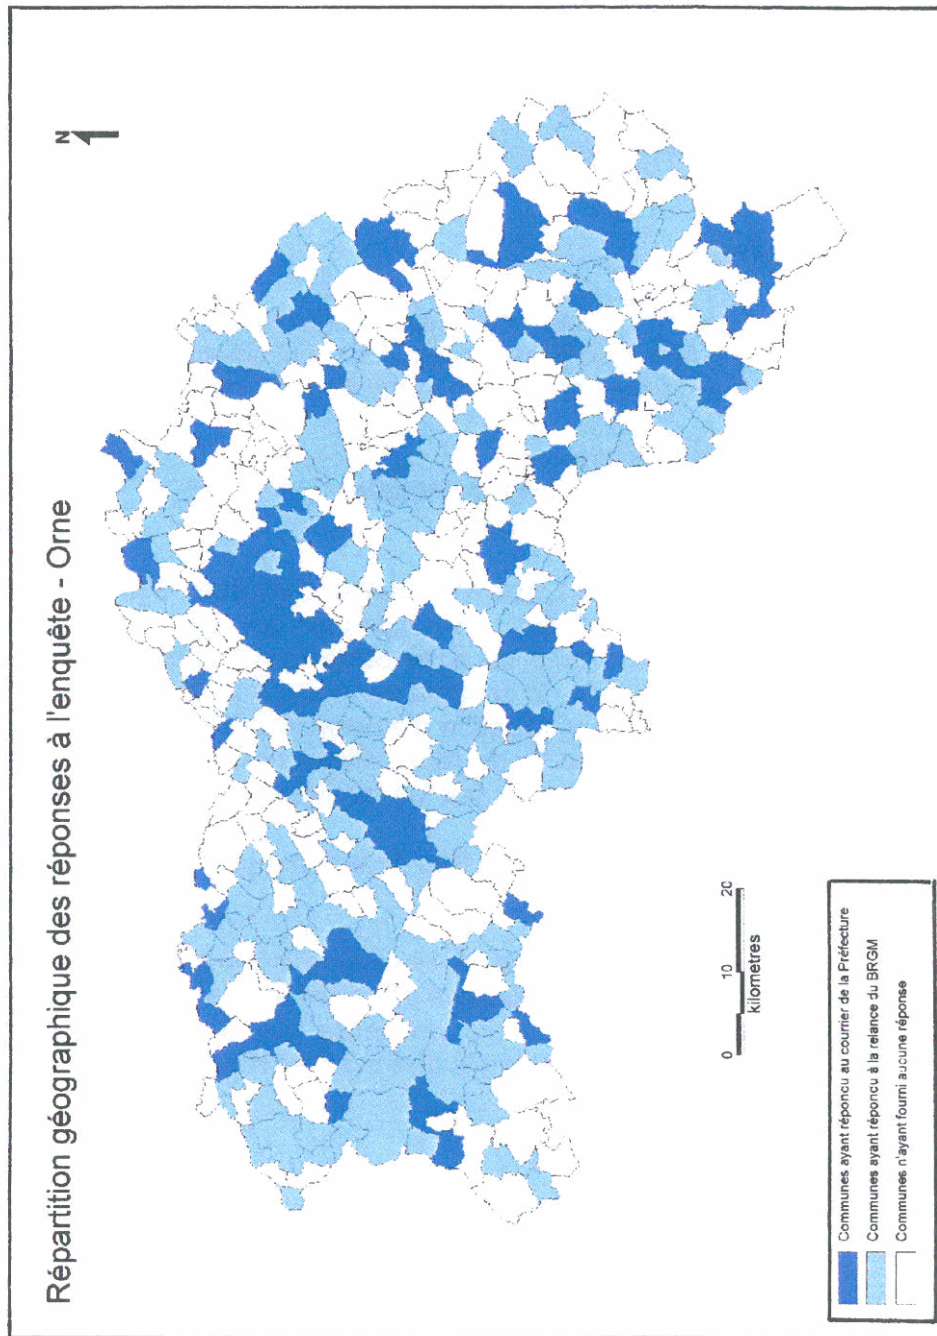 Répartition géographique des réponses à l'enquête - Orne
N
0 10 20
kilometres
Communes ayant répondu au courrier de la Préfecture
Communes ayant répondu à la relance du BRGM
Communes n'ayant fourni aucune réponse